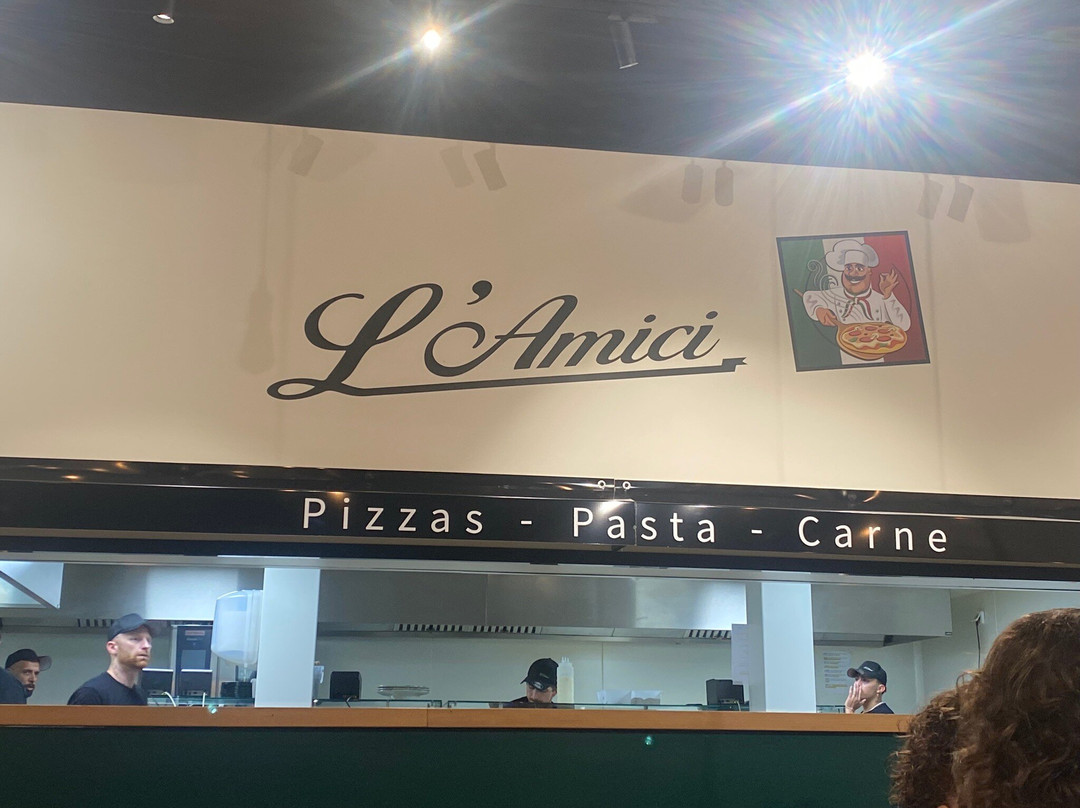 L'Amici
Pizzas - Pasta - Carne